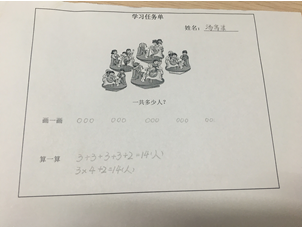 学习任务单
姓名：
一共多少人?
画一画 ○○○ ○○○ ○○○ ○○○ ○○
算一算 3+3+3+3+2=14(人)
3×4+2=14(人)